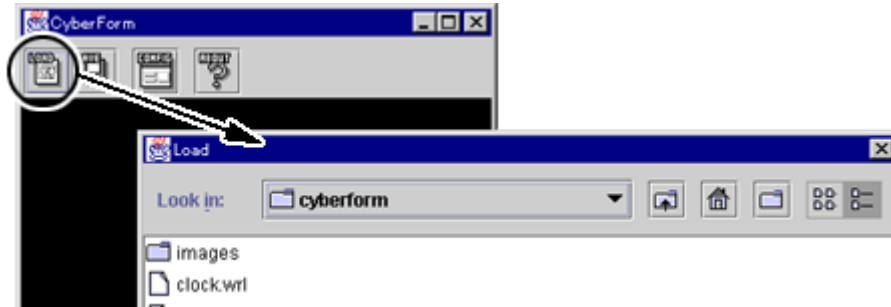 CyberForm
Load
Look in:
cyberform
images
clock.wrl